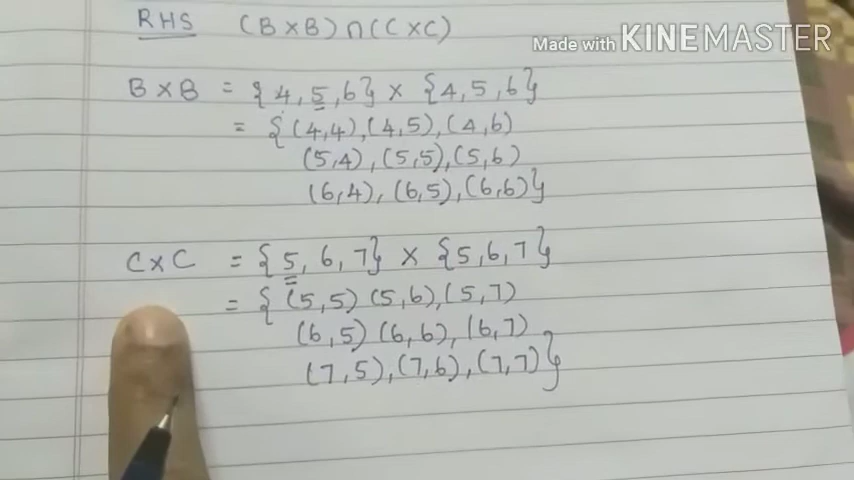 RHS (B×B)∩(C×C)
Made with KINEMASTER
B×B = {4,5,6} × {4,5,6}
= {(4,4),(4,5),(4,6)
(5,4),(5,5),(5,6)
(6,4),(6,5),(6,6)}
C×C = {5,6,7} × {5,6,7}
= {(5,5)(5,6),(5,7)
(6,5)(6,6),(6,7)
(7,5),(7,6),(7,7)}